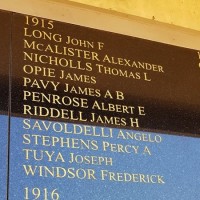 1915
LONG JOHN F
MCALISTER ALEXANDER
NICHOLLS THOMAS L
OPIE JAMES
PAVY JAMES A B
PENROSE ALBERT E
RIDDELL JAMES H
SAVOLDELLI ANGELO
STEPHENS PERCY A
TUYA JOSEPH
WINDSOR FREDERICK
1916